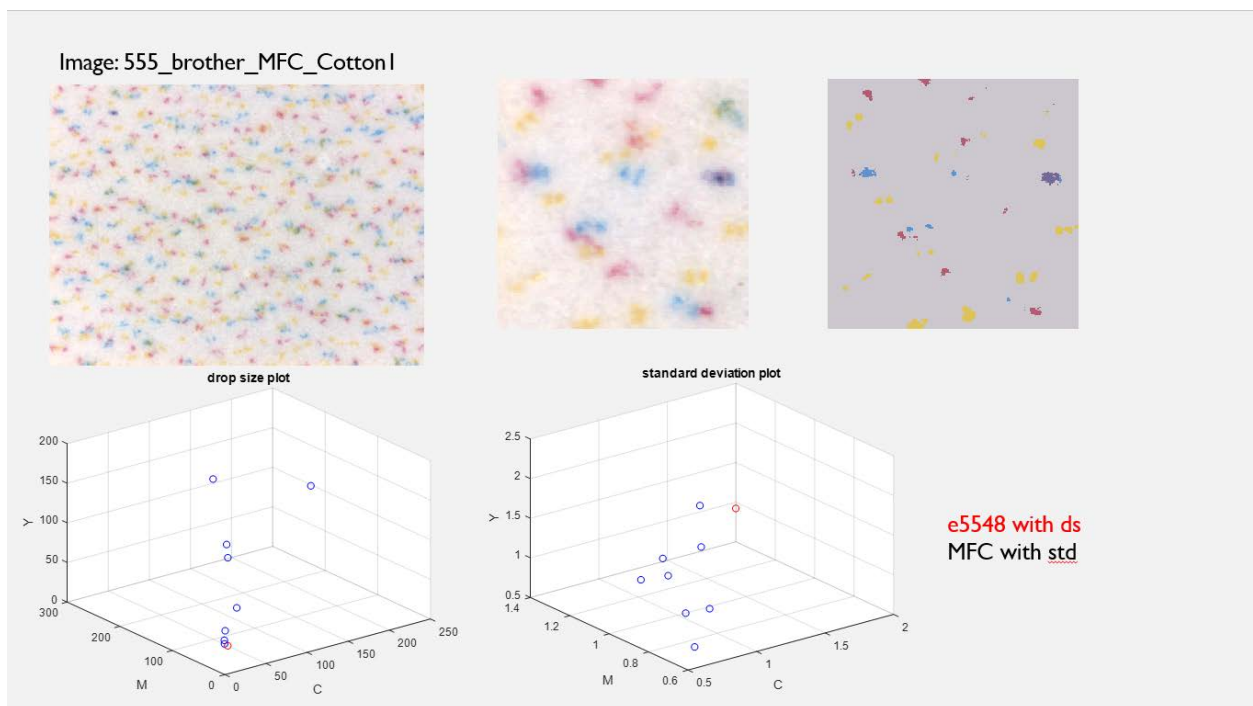 Image: 555_brother_MFC_Cotton1
drop size plot
200
150
100
50
0
Y
300
200
100
0
M
0
50
100
150
200
250
C
standard deviation plot
2.5
2
1.5
1
0.5
Y
1.4
1.2
1
0.8
0.6
M
0.5
1
1.5
2
C
e5548 with ds
MFC with std